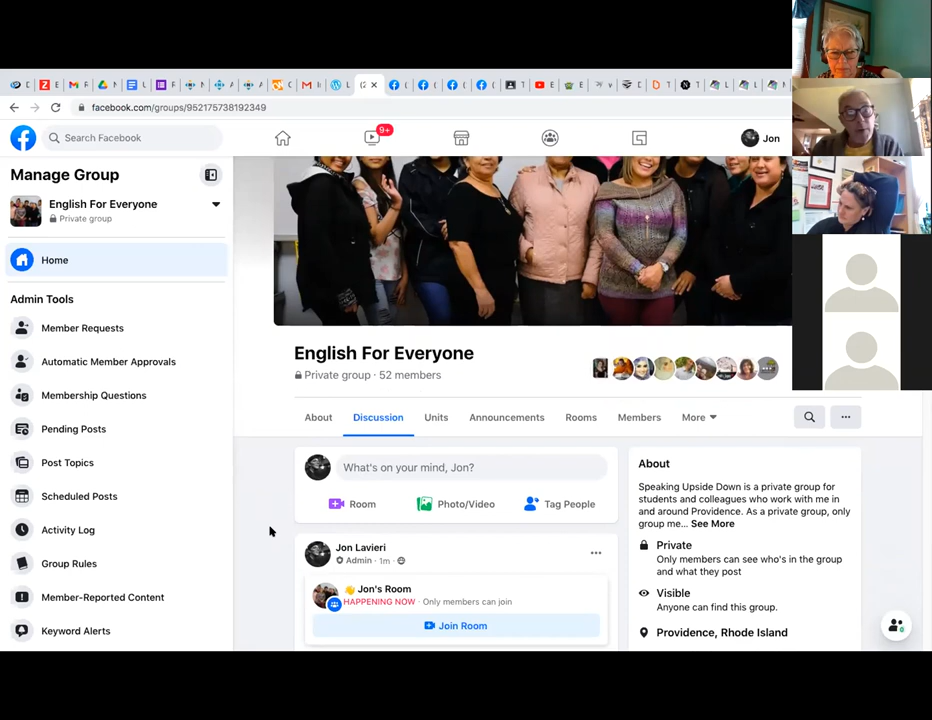 facebook.com/groups/952175738192349
Search Facebook
9+
Jon
Manage Group
English For Everyone
Private group
Home
Admin Tools
Member Requests
Automatic Member Approvals
Membership Questions
Pending Posts
Post Topics
Scheduled Posts
Activity Log
Group Rules
Member-Reported Content
Keyword Alerts
English For Everyone
Private group · 52 members
About
Discussion
Units
Announcements
Rooms
Members
More
What's on your mind, Jon?
Room
Photo/Video
Tag People
Jon Lavieri
Admin · 1m ·
Jon's Room
HAPPENING NOW · Only members can join
Join Room
About
Speaking Upside Down is a private group for
students and colleagues who work with me in
and around Providence. As a private group, only
group me... See More
Private
Only members can see who's in the group
and what they post
Visible
Anyone can find this group.
Providence, Rhode Island